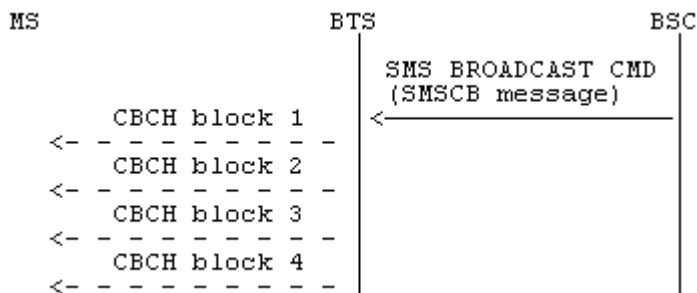 MS BTS BSC
SMS BROADCAST CMD
(SMSCB message)
CBCH block 1
CBCH block 2
CBCH block 3
CBCH block 4